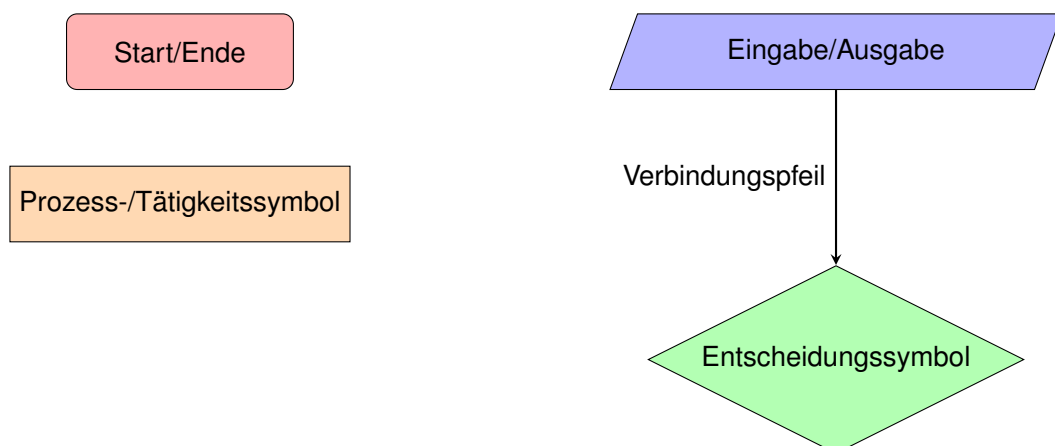 Start/Ende
Eingabe/Ausgabe
Verbindungspfeil
Prozess-/Tätigkeitssymbol
Entscheidungssymbol